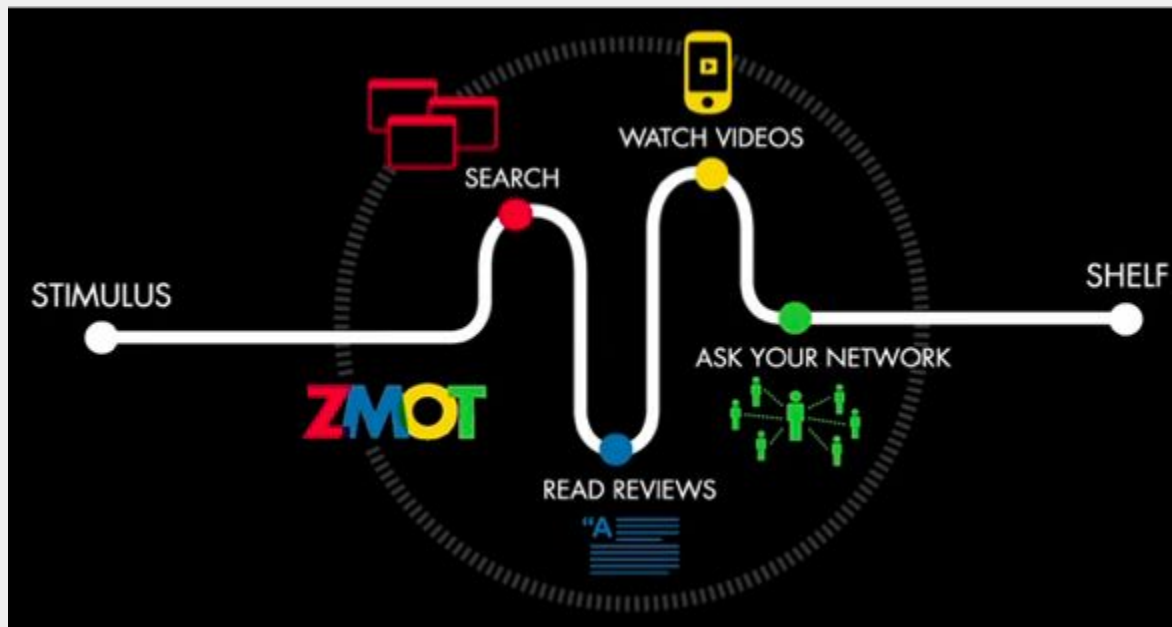 STIMULUS
SEARCH
READ REVIEWS
“A
WATCH VIDEOS
ASK YOUR NETWORK
SHELF
ZMOT